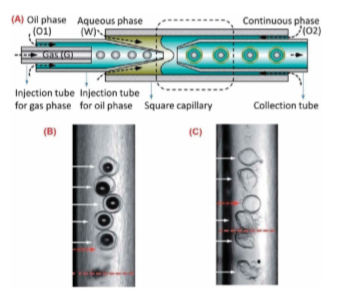 (A) Oil phase Aqueous phase Continuous phase
(O1) (W) (O2)
Gas (G)
Injection tube Injection tube
for gas phase for oil phase Square capillary Collection tube
(B) (C)